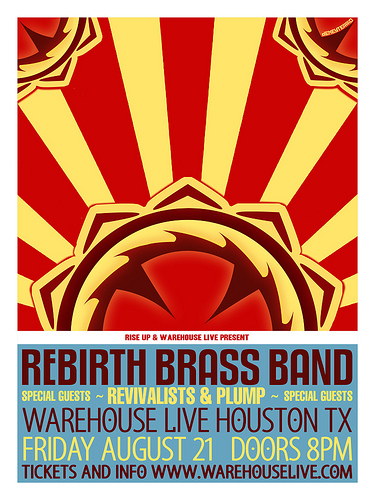 RISE UP & WAREHOUSE LIVE PRESENT
REBIRTH BRASS BAND
SPECIAL GUESTS ~ REVIVALISTS & PLUMP ~ SPECIAL GUESTS
WAREHOUSE LIVE HOUSTON TX
FRIDAY AUGUST 21 DOORS 8PM
TICKETS AND INFO WWW.WAREHOUSELIVE.COM